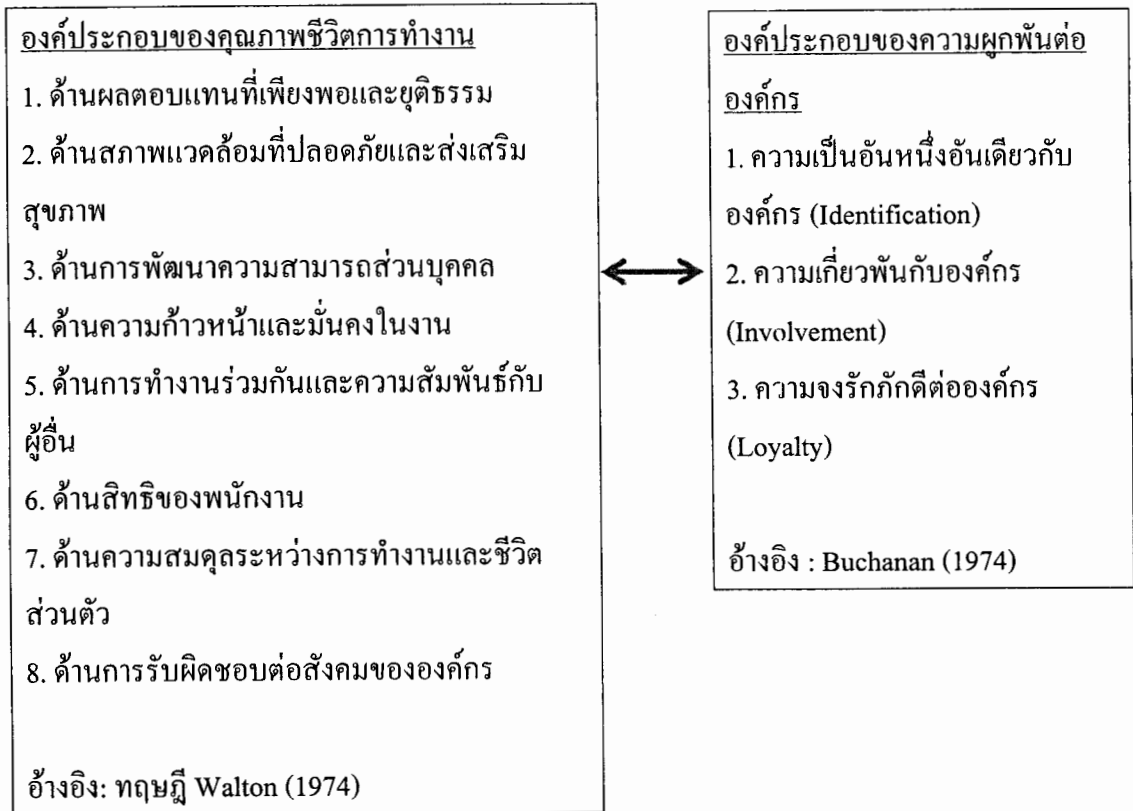 องค์ประกอบของคุณภาพชีวิตการทำงาน
1. ด้านผลตอบแทนที่เพียงพอและยุติธรรม
2. ด้านสภาพแวดล้อมที่ปลอดภัยและส่งเสริม
สุขภาพ
3. ด้านการพัฒนาความสามารถส่วนบุคคล
4. ด้านความก้าวหน้าและมั่นคงในงาน
5. ด้านการทำงานร่วมกันและความสัมพันธ์กับ
ผู้อื่น
6. ด้านสิทธิของพนักงาน
7. ด้านความสมดุลระหว่างการทำงานและชีวิต
ส่วนตัว
8. ด้านการรับผิดชอบต่อสังคมขององค์กร
อ้างอิง: ทฤษฎี Walton (1974)
องค์ประกอบของความผูกพันต่อ
องค์กร
1. ความเป็นอันหนึ่งอันเดียวกับ
องค์กร (Identification)
2. ความเกี่ยวพันกับองค์กร
(Involvement)
3. ความจงรักภักดีต่อองค์กร
(Loyalty)
อ้างอิง : Buchanan (1974)